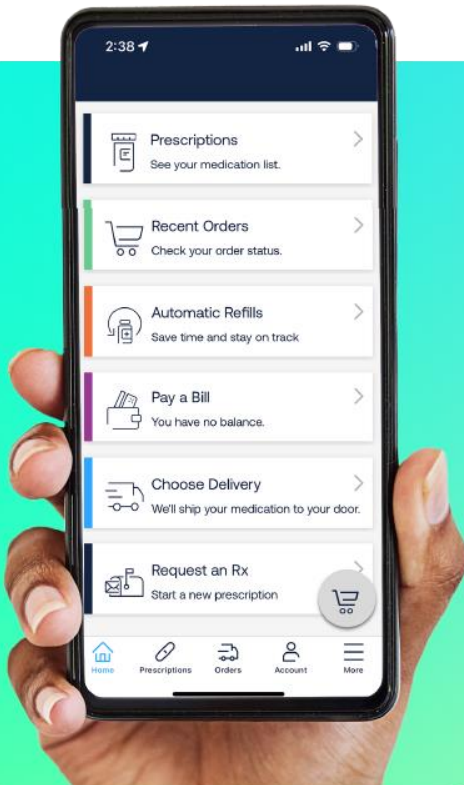 2:38
Prescriptions
See your medication list.
Recent Orders
Check your order status.
Automatic Refills
Save time and stay on track
Pay a Bill
You have no balance.
Choose Delivery
We'll ship your medication to your door.
Request an Rx
Start a new prescription
Home Prescriptions Orders Account More